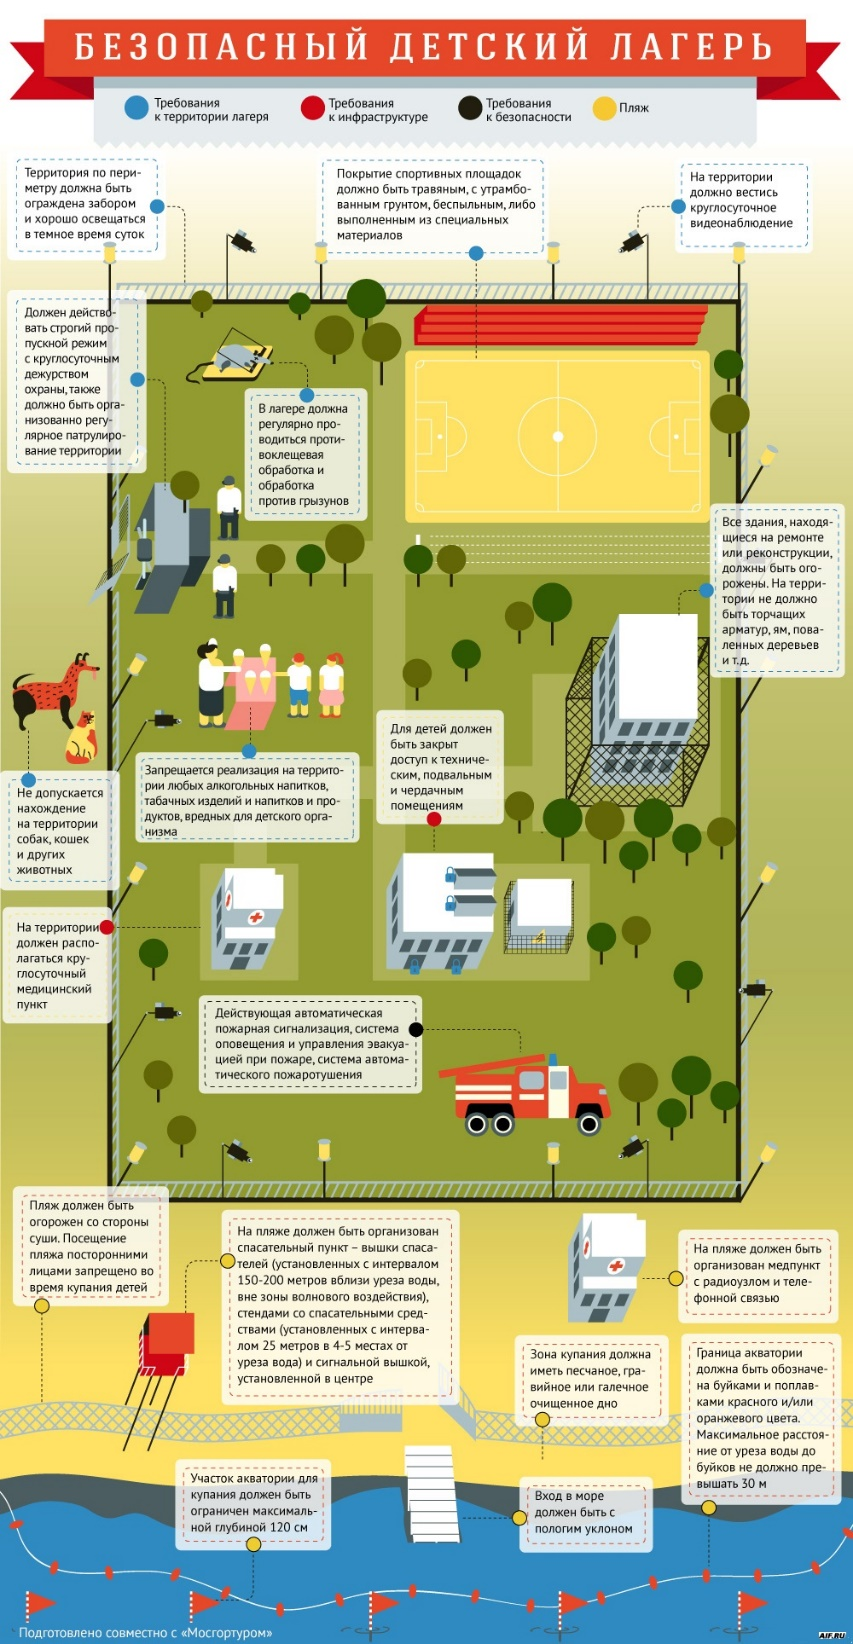 БЕЗОПАСНЫЙ ДЕТСКИЙ ЛАГЕРЬ
Требования
к территории лагеря
Требования
к инфраструктуре
Требования
к безопасности
Пляж
Территория по пери-
метру должна быть
ограждена забором
и хорошо освещаться
в темное время суток
Покрытие спортивных площадок
должно быть травяным, с утрамбо-
ванным грунтом, беспыльным, либо
выполненным из специальных
материалов
На территории
должно вестись
круглосуточное
видеонаблюдение
Должен действо-
вать строгий про-
пускной режим
с круглосуточным
дежурством
охраны, также
должно быть орга-
низованно регу-
лярное патрулиро-
вание территории
В лагере должна
регулярно про-
водиться проти-
воклещевая
обработка и
обработка
против грызунов
Все здания, находя-
щиеся на ремонте
или реконструкции,
должны быть ого-
рожены. На терри-
тории не должно
быть торчащих
арматур, ям, пова-
ленных деревьев
и т.д.
Для детей должен
быть закрыт
доступ к техниче-
ским, подвальным
и чердачным
помещениям
Запрещается реализация на террито-
рии любых алкогольных напитков,
табачных изделий и напитков и про-
дуктов, вредных для детского орга-
низма
Не допускается
нахождение
на территории
собак, кошек
и других
животных
На территории
должен распо-
лагаться кру-
глосуточный
медицинский
пункт
Действующая автоматическая
пожарная сигнализация, система
оповещения и управления эвакуа-
цией при пожаре, система автома-
тического пожаротушения
Пляж должен быть
огорожен со стороны
суши. Посещение
пляжа посторонними
лицами запрещено во
время купания детей
На пляже должен быть организован
спасательный пункт – вышки спаса-
телей (установленных с интервалом
150-200 метров вблизи уреза воды,
вне зоны волнового воздействия),
стендами со спасательными сред-
ствами (установленных с интерва-
лом 25 метров в 4-5 местах от
уреза вода) и сигнальной вышкой,
установленной в центре
На пляже должен быть
организован медпункт
с радиоузлом и теле-
фонной связью
Зона купания должна
иметь песчаное, гра-
вийное или галечное
очищенное дно
Граница акватории
должна быть обозначе-
на буйками и поплав-
ками красного и/или
оранжевого цвета.
Максимальное расстоя-
ние от уреза воды до
буйков не должно пре-
вышать 30 м
Участок акватории для
купания должен быть
ограничен максималь-
ной глубиной 120 см
Вход в море
должен быть с
пологим уклоном
Подготовлено совместно с «Мосгортуром»
AIF.RU